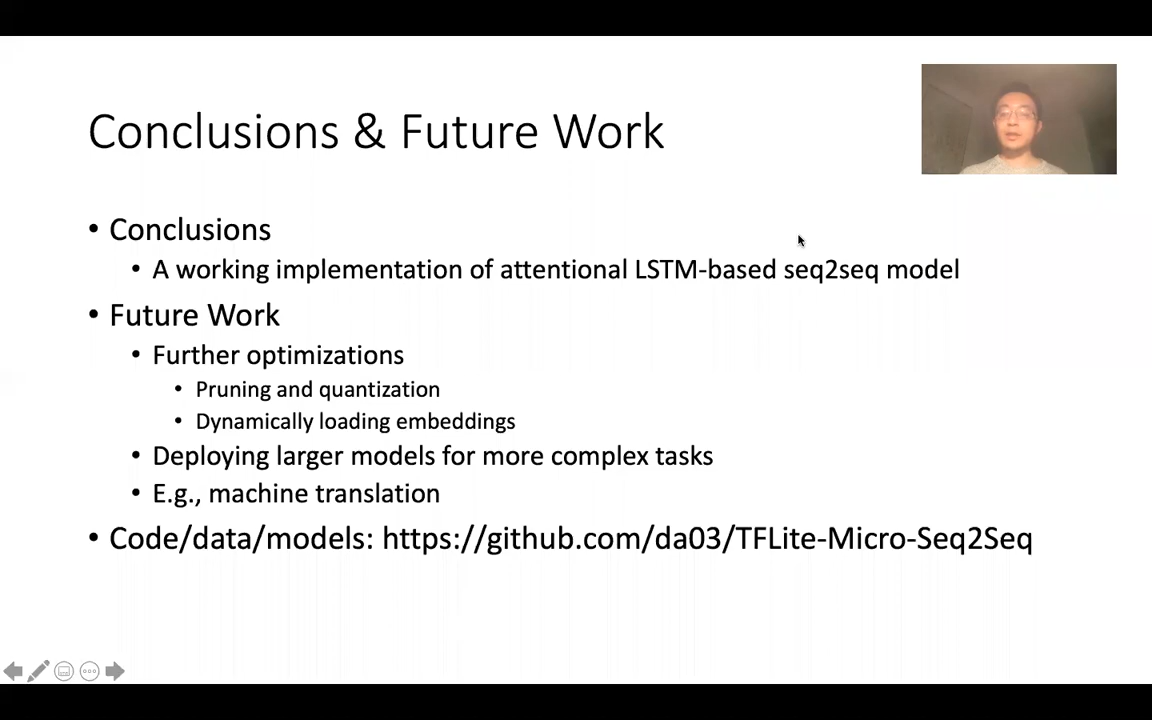 Conclusions & Future Work
• Conclusions
• A working implementation of attentional LSTM-based seq2seq model
• Future Work
• Further optimizations
• Pruning and quantization
• Dynamically loading embeddings
• Deploying larger models for more complex tasks
• E.g., machine translation
• Code/data/models: https://github.com/da03/TFLite-Micro-Seq2Seq